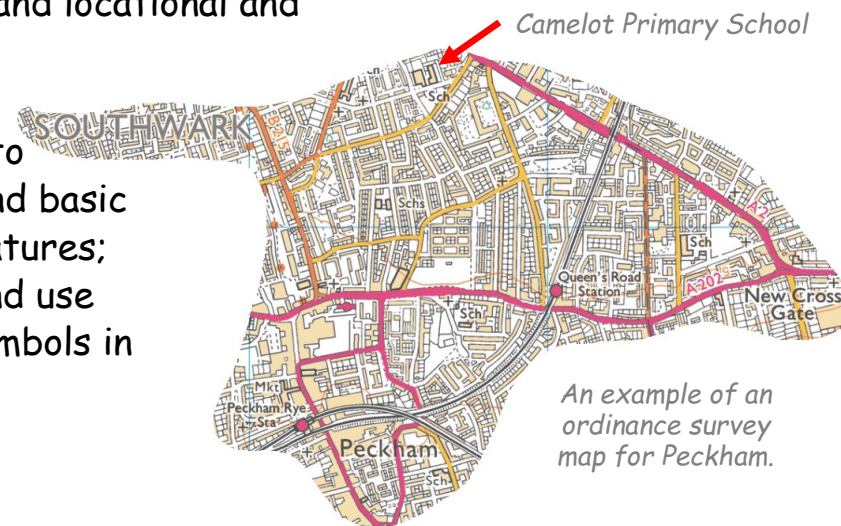 and locational and
Camelot Primary School
to
nd basic
atures;
nd use
mbols in
SOUTHWARK
B215
Sch
Schs
Sch
A2
Queen's Road
Station
A-202
New Cross
Gate
Sch
Mkt
Peckham Rye
Sta
Peckham
Sch
An example of an
ordinance survey
map for Peckham.